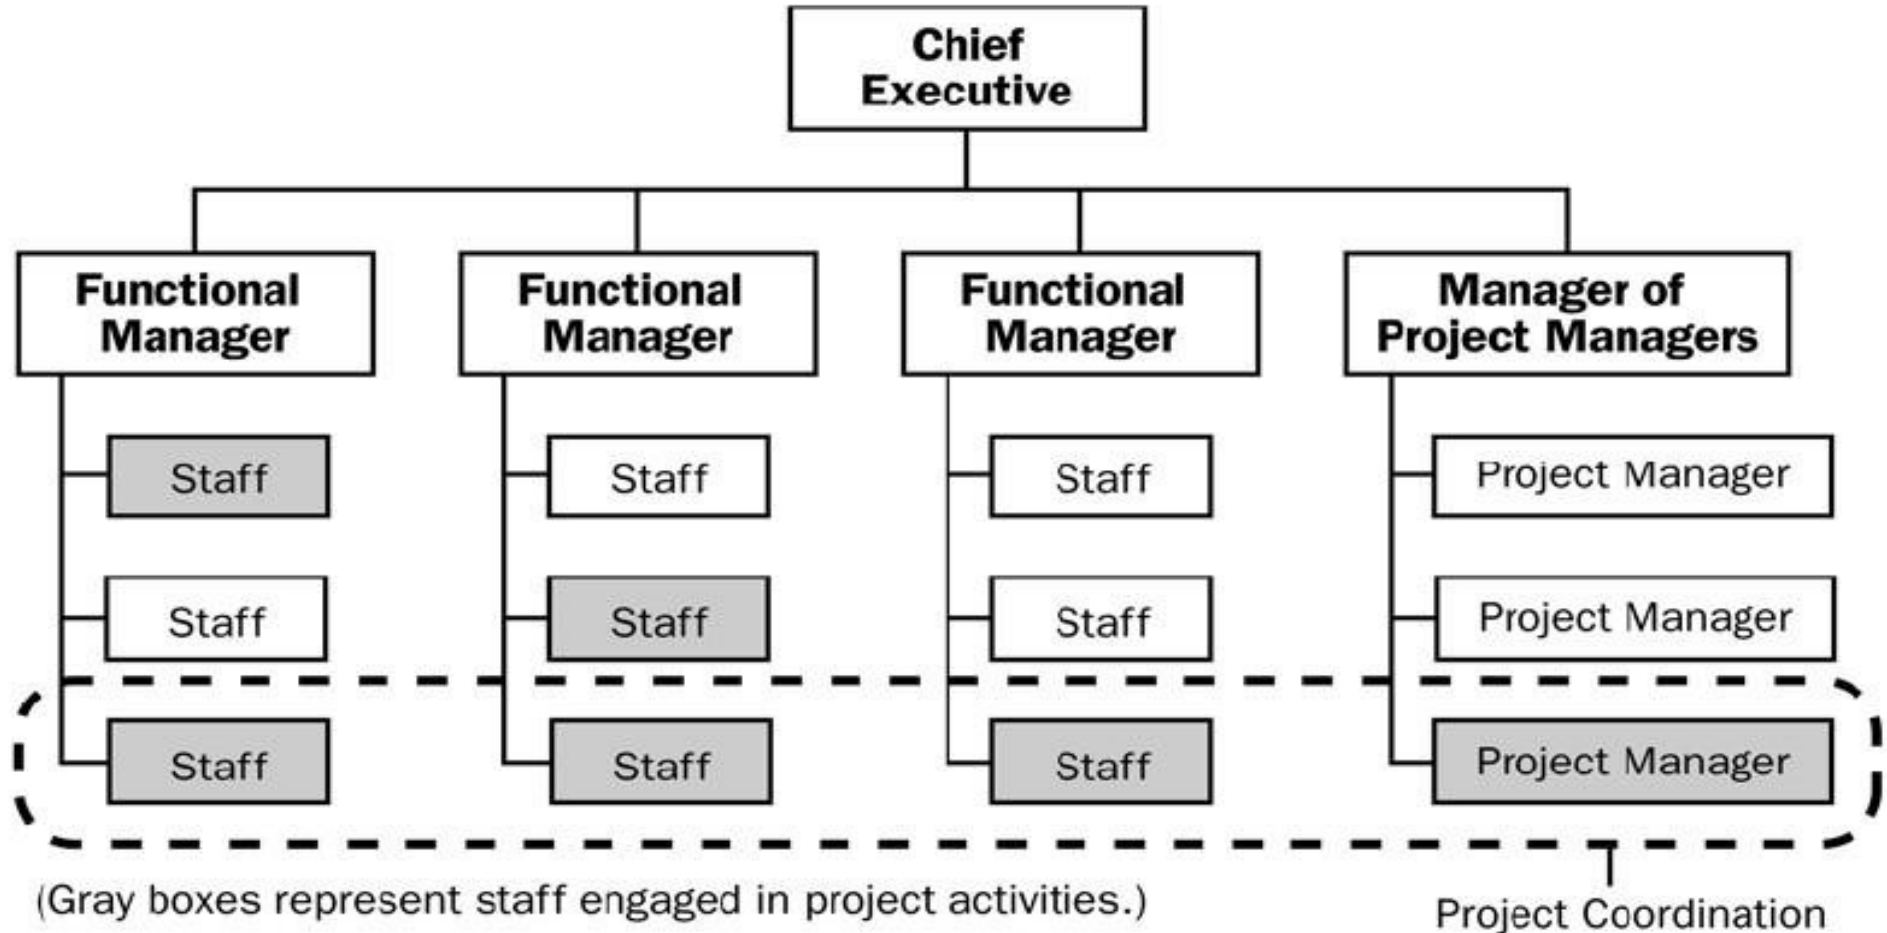 Chief
Executive
Functional
Manager
Functional
Manager
Functional
Manager
Manager of
Project Managers
Staff
Staff
Staff
Project Manager
Staff
Staff
Staff
Project Manager
Staff
Staff
Staff
Project Manager
(Gray boxes represent staff engaged in project activities.)
Project Coordination